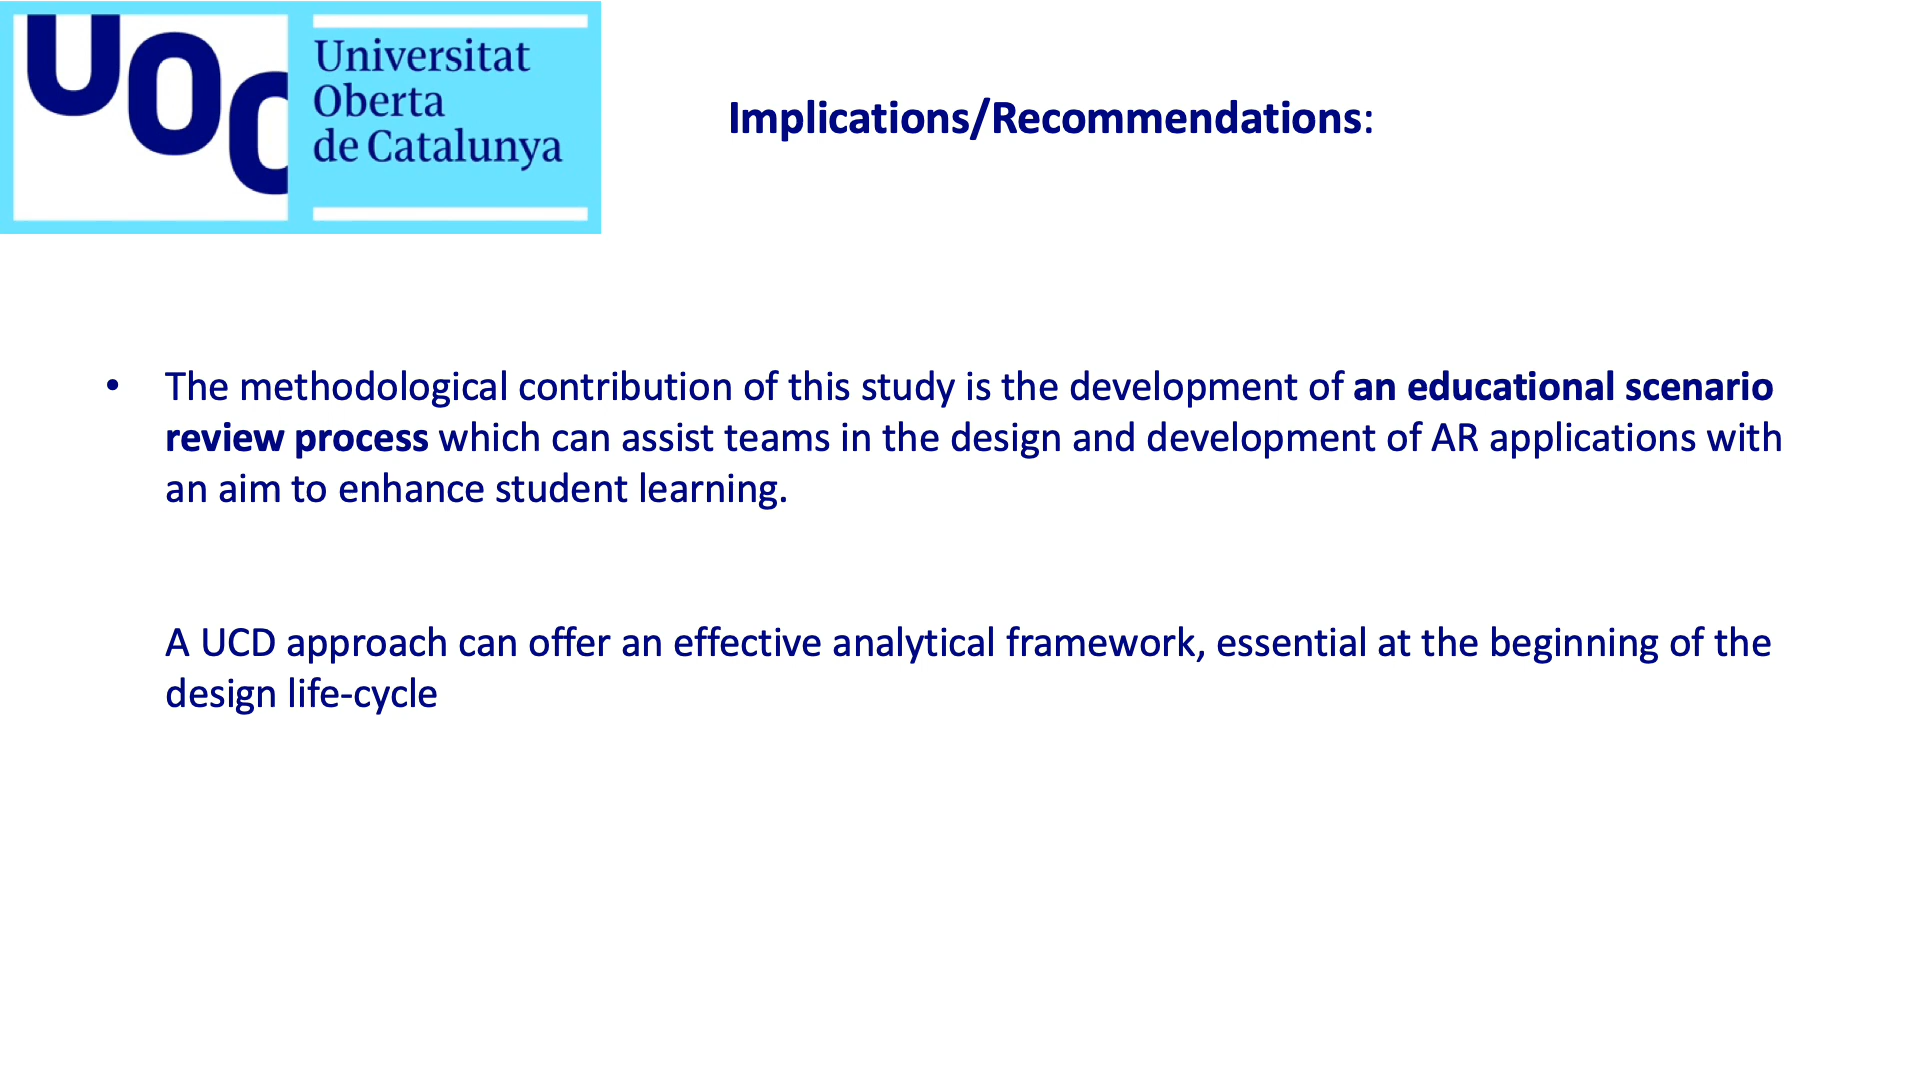 UOC
Universitat
Oberta
de Catalunya
Implications/Recommendations:
• The methodological contribution of this study is the development of an educational scenario
review process which can assist teams in the design and development of AR applications with
an aim to enhance student learning.
A UCD approach can offer an effective analytical framework, essential at the beginning of the
design life-cycle